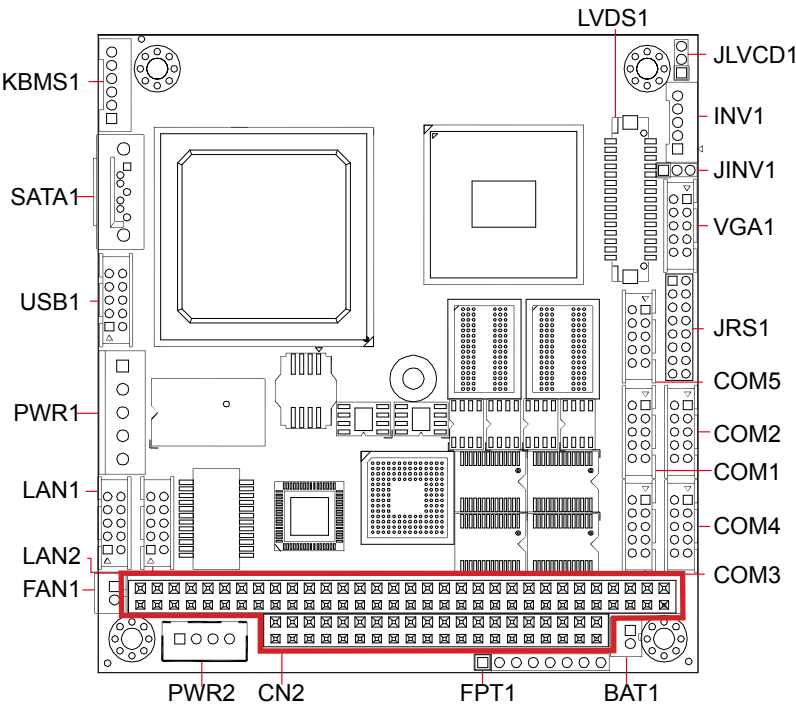 LVDS1
JLVCD1
KBMS1
INV1
JINV1
SATA1
VGA1
USB1
JRS1
COM5
PWR1
COM2
COM1
LAN1
COM4
LAN2
COM3
FAN1
PWR2
CN2
FPT1
BAT1